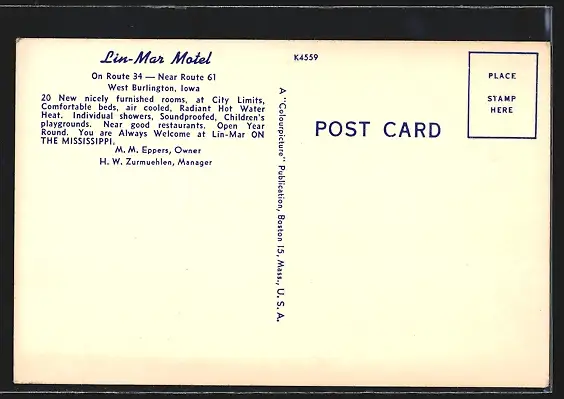 Lin-Mar Motel
On Route 34 — Near Route 61
West Burlington, Iowa
20 New nicely furnished rooms, at City Limits,
Comfortable beds, air cooled, Radiant Hot Water
Heat. Individual showers, Soundproofed, Children's
playgrounds. Near good restaurants. Open Year
Round. You are Always Welcome at Lin-Mar ON
THE MISSISSIPPI.
M. M. Eppers, Owner
H. W. Zurmuehlen, Manager
K4559
A "Colourpicture" Publication, Boston 15, Mass., U. S. A.
POST CARD
PLACE
STAMP
HERE